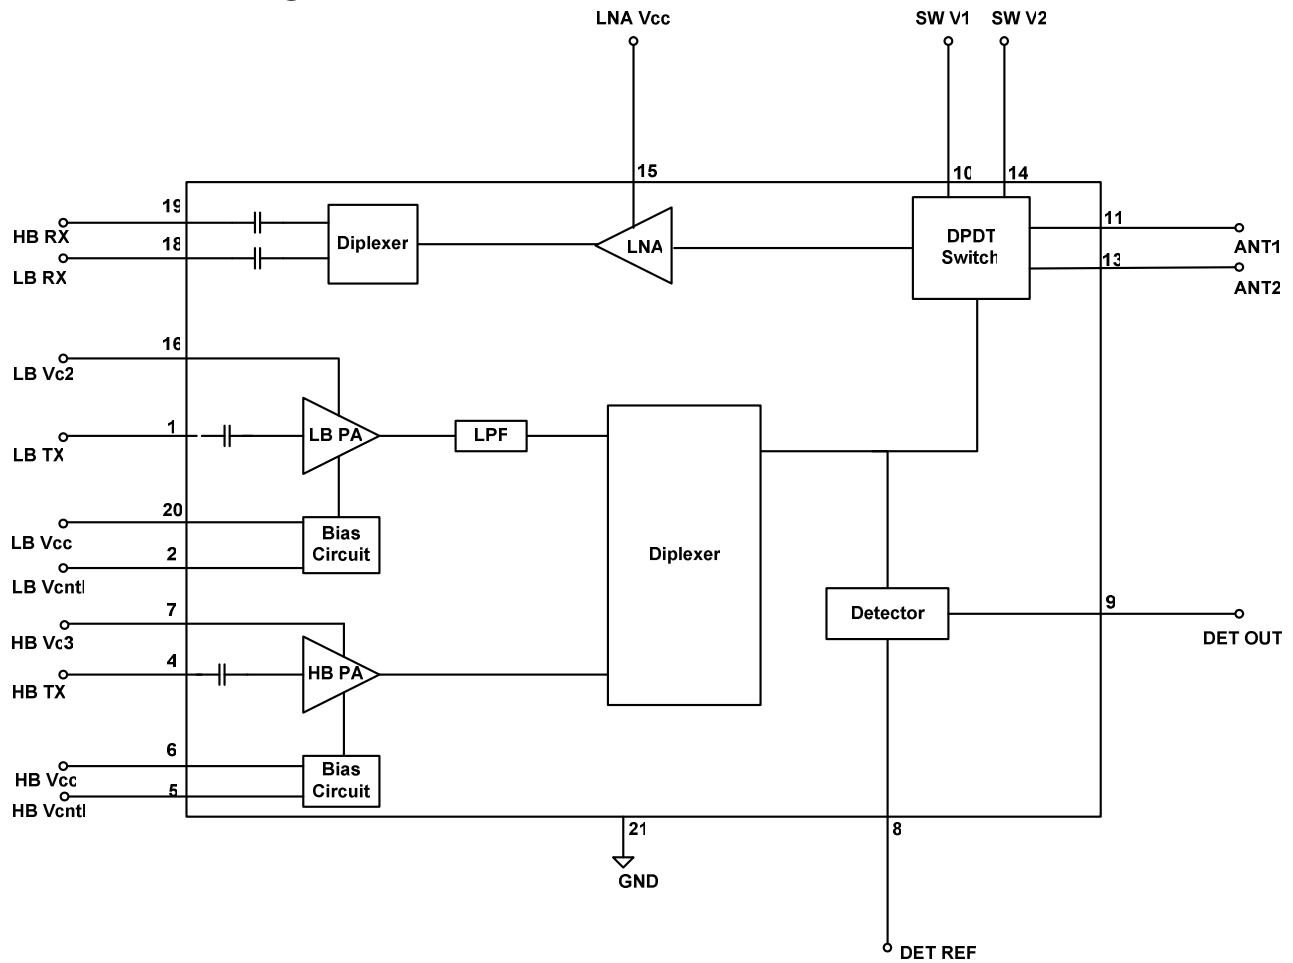 LNA Vcc
SW V1
SW V2
15
10
14
19
HB RX
18
LB RX
Diplexer
LNA
DPDT
Switch
11
ANT1
13
ANT2
16
LB Vc2
1
LB TX
LB PA
LPF
20
LB Vcc
2
LB Vcntl
Bias
Circuit
Diplexer
7
HB Vc3
4
HB TX
HB PA
Detector
9
DET OUT
6
HB Vcc
5
HB Vcntl
Bias
Circuit
21
GND
8
DET REF